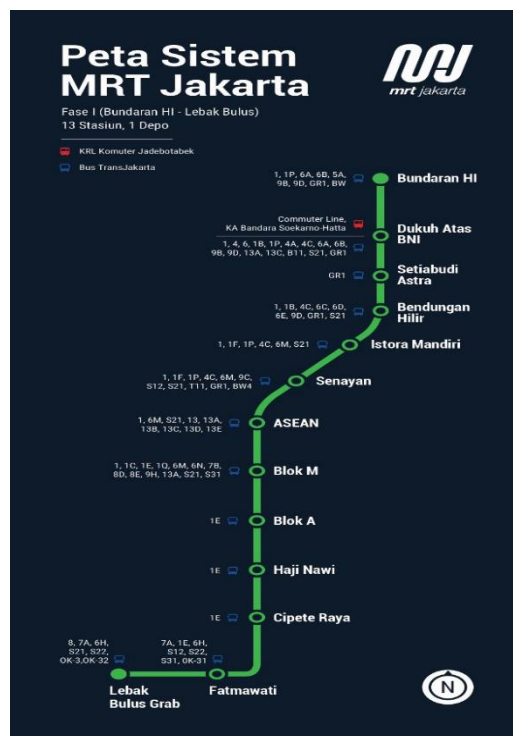 Peta Sistem
MRT Jakarta
mrt jakarta
Fase I (Bundaran HI - Lebak Bulus)
13 Stasiun, 1 Depo
KRL Komuter Jadebotabek
Bus TransJakarta
1, 1P, 6A, 6B, 5A,
9B, 9D, GR1, BW
Bundaran HI
Commuter Line,
KA Bandara Soekarno-Hatta
1, 4, 6, 1B, 1P, 4A, 4C, 6A, 6B,
9B, 9D, 13A, 13C, B11, S21, GR1
Dukuh Atas
BNI
GR1
Setiabudi
Astra
1, 1B, 4C, 6C, 6D,
6E, 9D, GR1, S21
Bendungan
Hilir
1, 1F, 1P, 4C, 6M, S21
Istora Mandiri
1, 1F, 1P, 4C, 6M, 9C,
S12, S21, T11, GR1, BW4
Senayan
1, 6M, S21, 13, 13A,
13B, 13C, 13D, 13E
ASEAN
1, 1C, 1E, 1Q, 6M, 6N, 7B,
8D, 8E, 9H, 13A, S21, S31
Blok M
1E
Blok A
1E
Haji Nawi
1E
Cipete Raya
8, 7A, 6H,
S21, S22,
OK-3,OK-32
Lebak
Bulus Grab
7A, 1E, 6H,
S12, S22,
S31, OK-31
Fatmawati
N